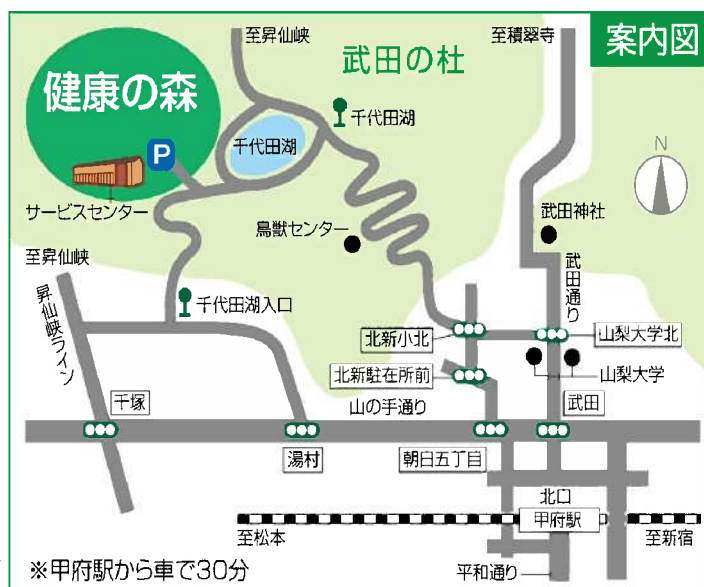 案内図
至昇仙峡
至積翠寺
武田の杜
健康の森
千代田湖
千代田湖
P
N
サービスセンター
鳥獣センター
武田神社
至昇仙峡
武田通り
昇仙峡ライン
千代田湖入口
北新小北
山梨大学北
北新駐在所前
山梨大学
千塚
山の手通り
武田
湯村
朝日五丁目
北口
甲府駅
至松本
至新宿
※甲府駅から車で30分
平和通り